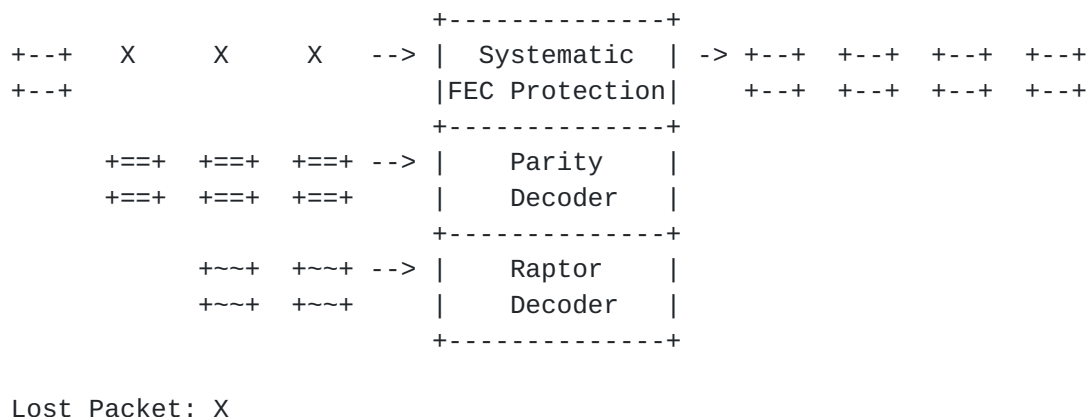 +--------------+
+--+   X     X     X   --> |  Systematic  | -> +--+  +--+  +--+  +--+
+--+                       |FEC Protection|    +--+  +--+  +--+  +--+
                           +--------------+
      +==+  +==+  +==+ --> |    Parity    |
      +==+  +==+  +==+     |    Decoder   |
                           +--------------+
            +~~+  +~~+ --> |    Raptor    |
            +~~+  +~~+     |    Decoder   |
                           +--------------+

Lost Packet: X